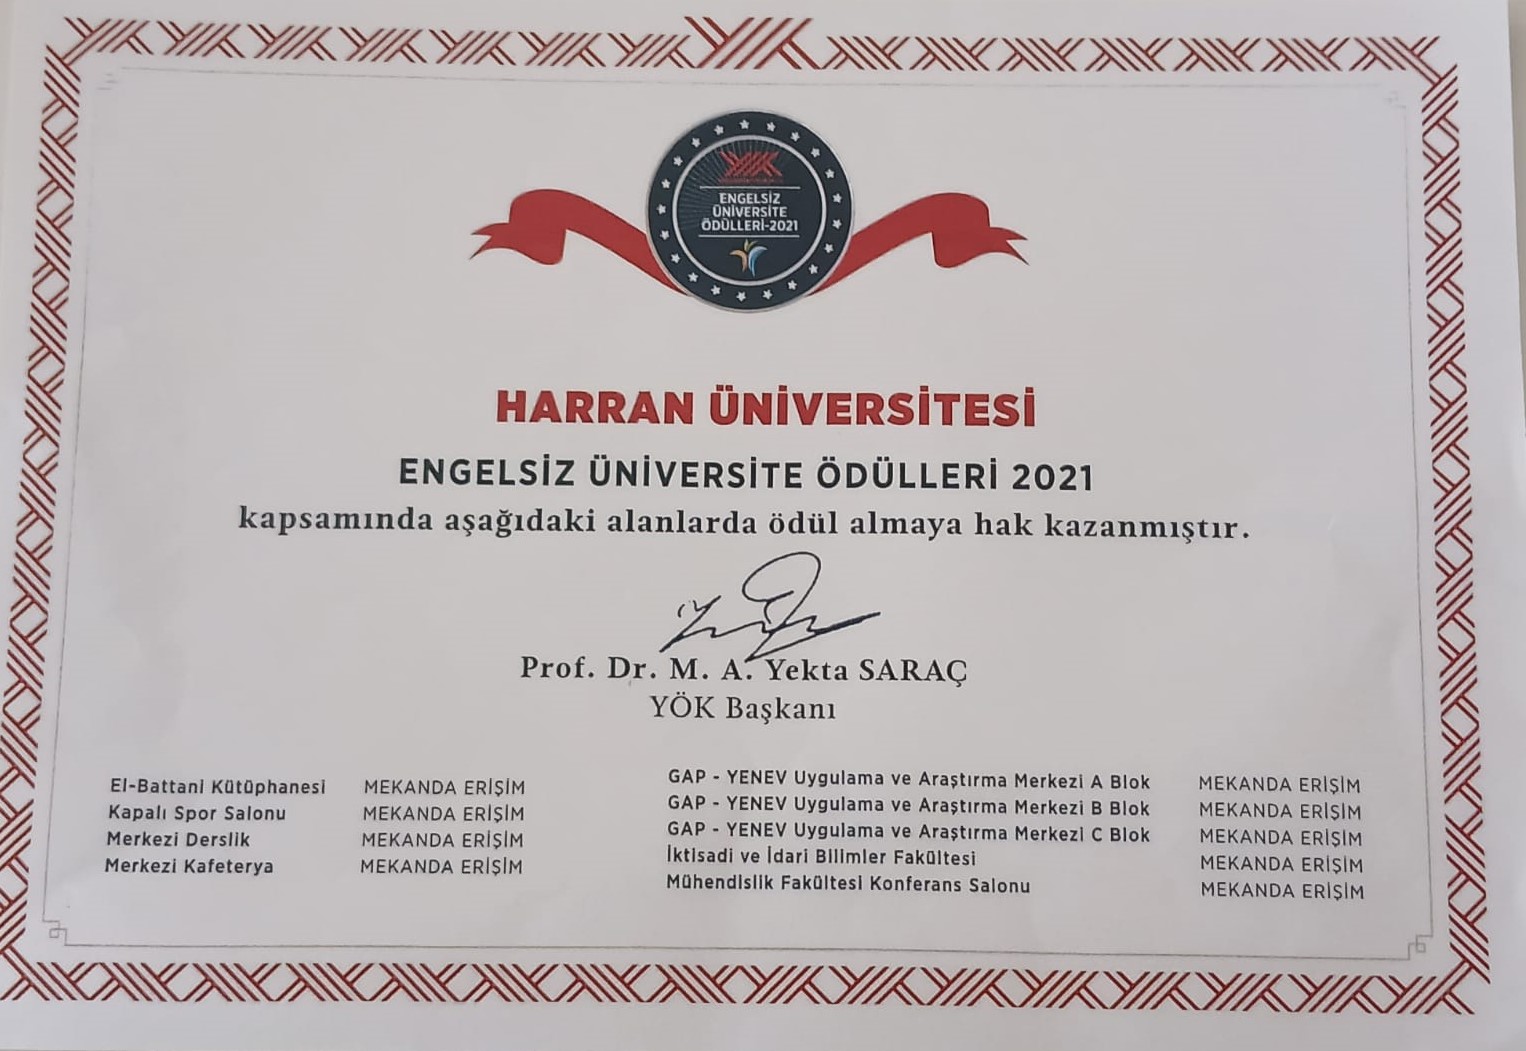 YÖK
ENGELSİZ
ÜNİVERSİTE
ÖDÜLLERİ-2021
HARRAN ÜNİVERSİTESİ
ENGELSİZ ÜNİVERSİTE ÖDÜLLERİ 2021
kapsamında aşağıdaki alanlarda ödül almaya hak kazanmıştır.
Prof. Dr. M. A. Yekta SARAÇ
YÖK Başkanı
El-Battani Kütüphanesi MEKANDA ERİŞİM
Kapalı Spor Salonu MEKANDA ERİŞİM
Merkezi Derslik MEKANDA ERİŞİM
Merkezi Kafeterya MEKANDA ERİŞİM
GAP - YENEV Uygulama ve Araştırma Merkezi A Blok MEKANDA ERİŞİM
GAP - YENEV Uygulama ve Araştırma Merkezi B Blok MEKANDA ERİŞİM
GAP - YENEV Uygulama ve Araştırma Merkezi C Blok MEKANDA ERİŞİM
İktisadi ve İdari Bilimler Fakültesi MEKANDA ERİŞİM
Mühendislik Fakültesi Konferans Salonu MEKANDA ERİŞİM